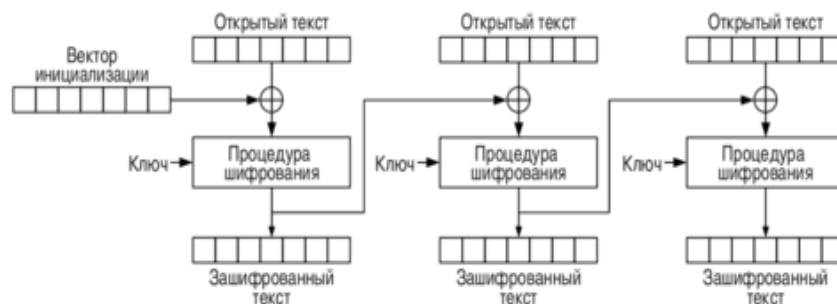 Открытый текст
Открытый текст
Открытый текст
Вектор
инициализации
Ключ
Процедура
шифрования
Ключ
Процедура
шифрования
Ключ
Процедура
шифрования
Зашифрованный
текст
Зашифрованный
текст
Зашифрованный
текст